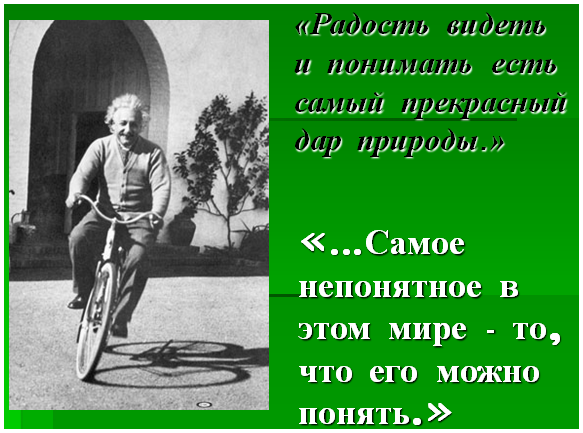 «Радость видеть
и понимать есть
самый прекрасный
дар природы.»
«...Самое
непонятное в
этом мире - то,
что его можно
понять.»